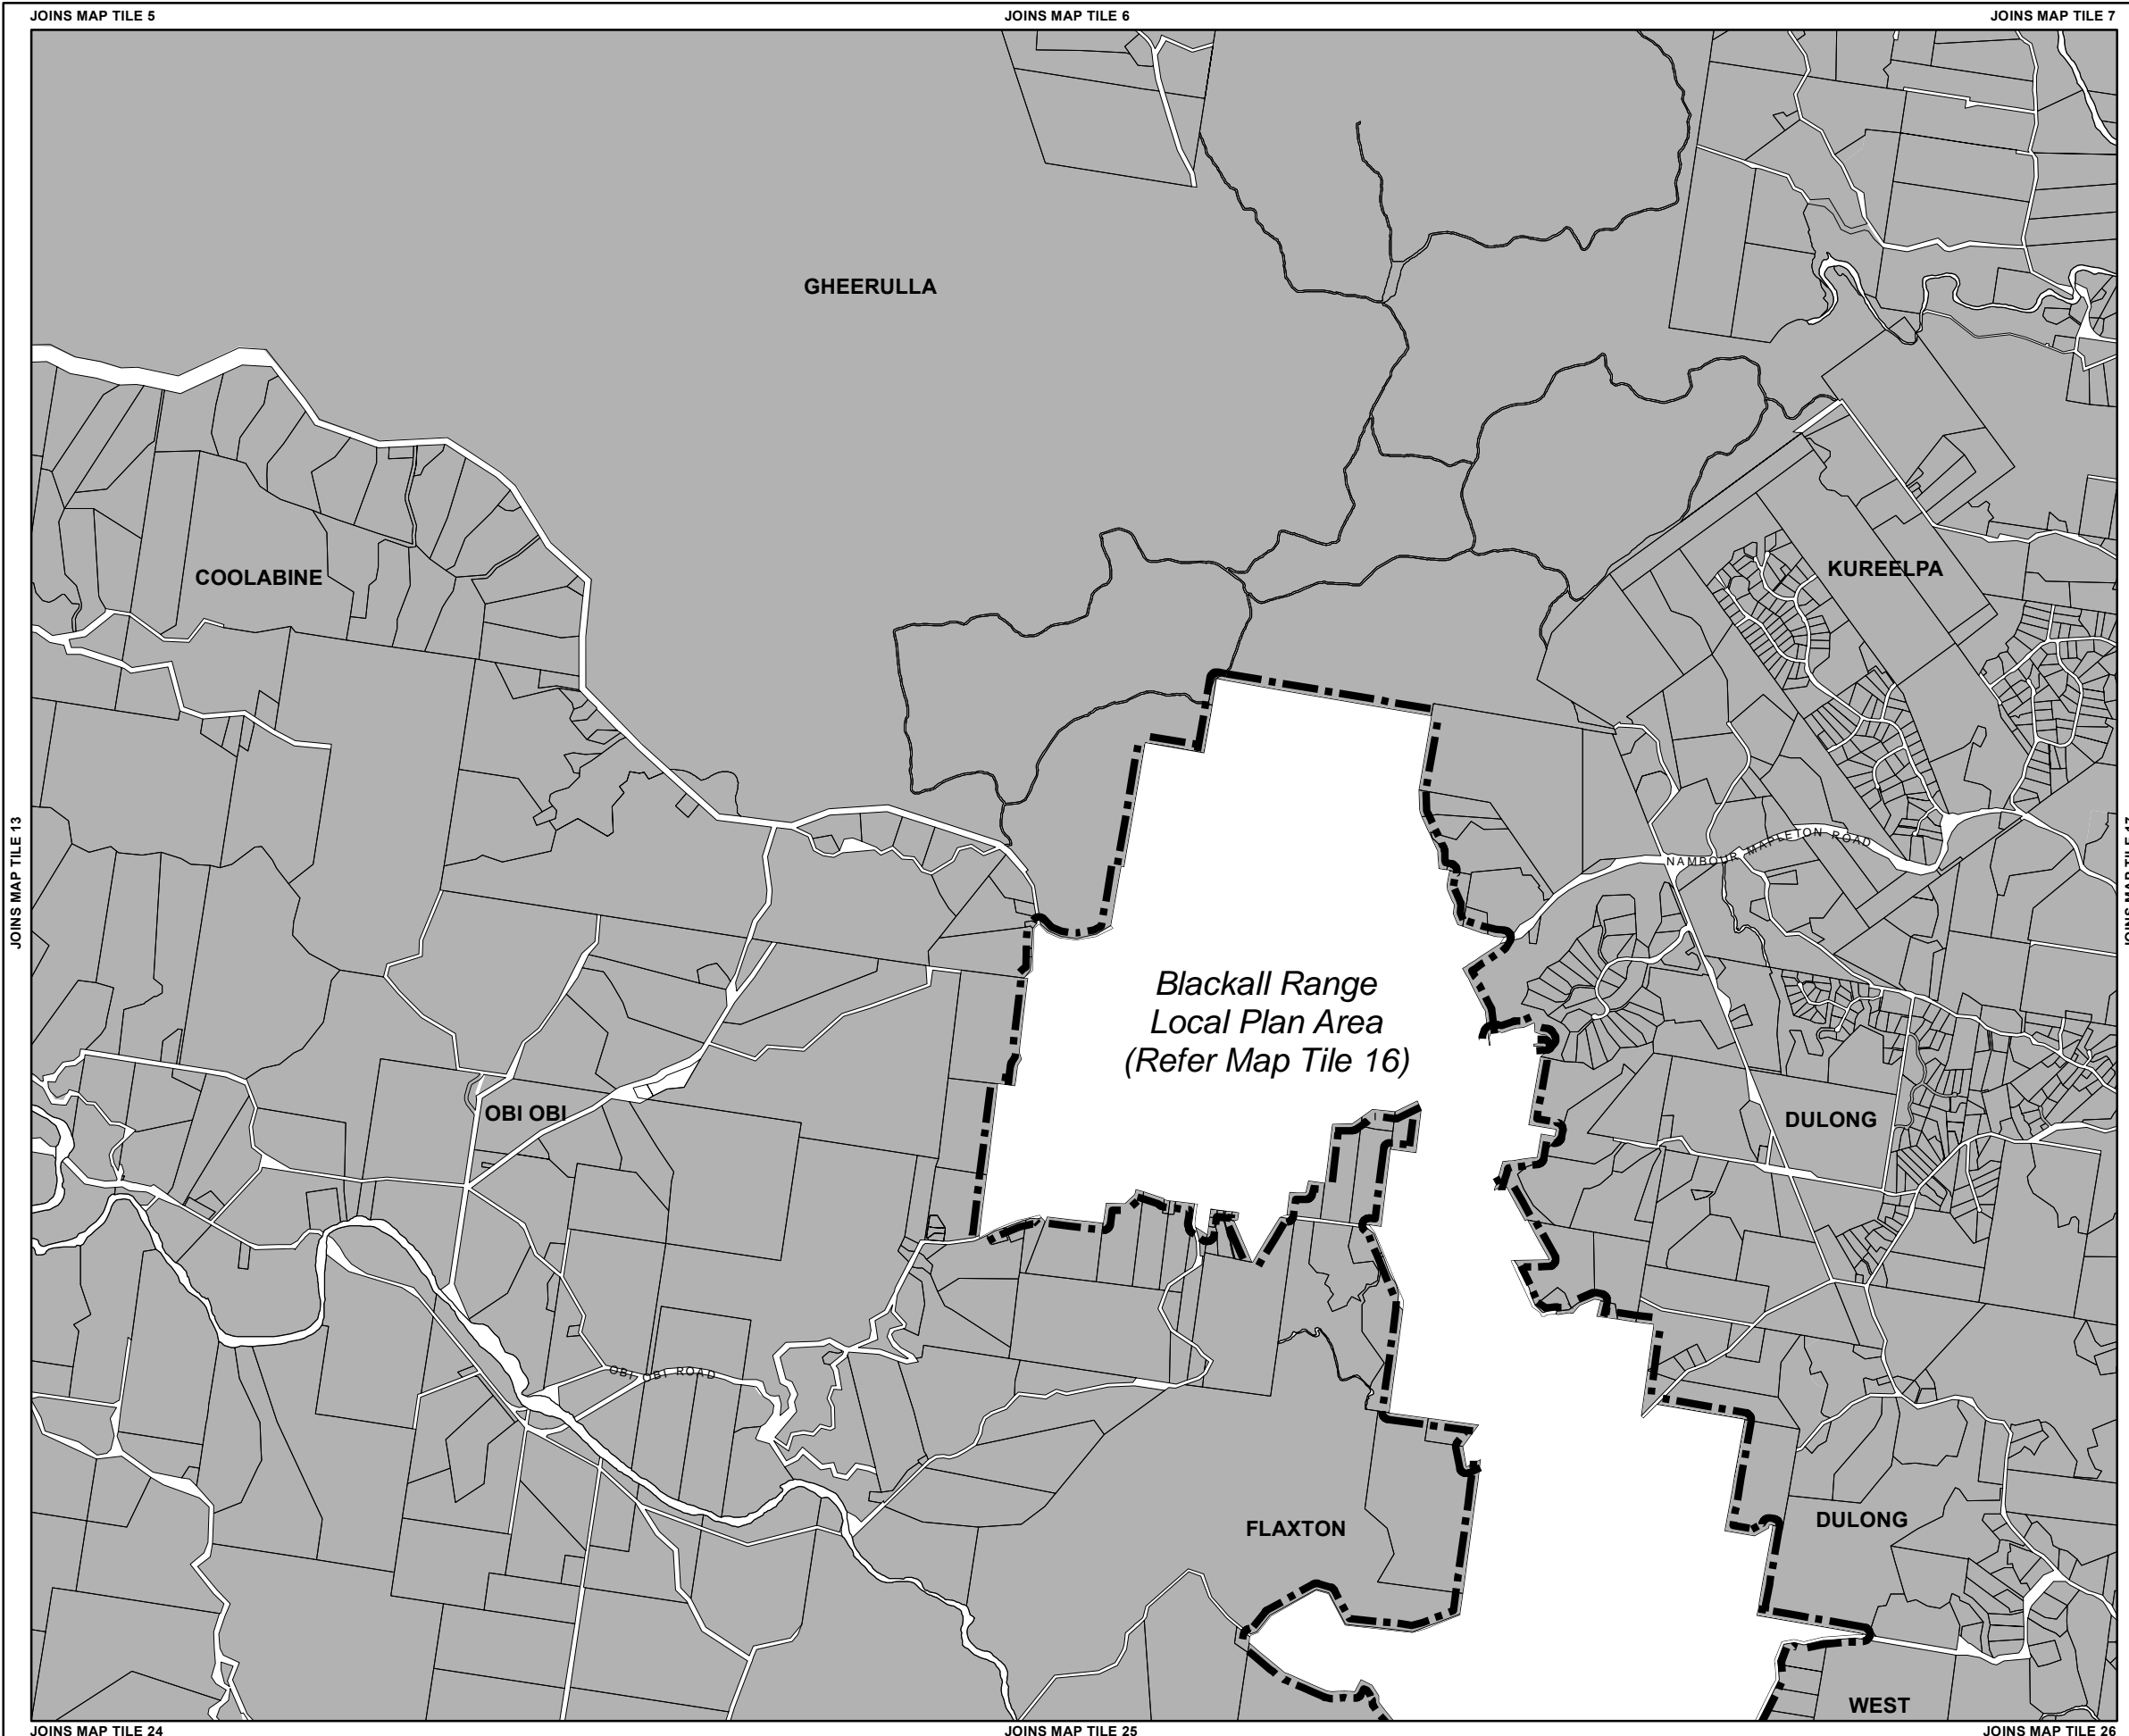 JOINS MAP TILE 5
JOINS MAP TILE 6
JOINS MAP TILE 7
GHEERULLA
COOLABINE
KUREELPA
JOINS MAP TILE 13
NAMBOUR MAPLETON ROAD
Blackall Range
Local Plan Area
(Refer Map Tile 16)
OBI OBI
DULONG
OBI OBI ROAD
FLAXTON
DULONG
WEST
JOINS MAP TILE 24
JOINS MAP TILE 25
JOINS MAP TILE 26